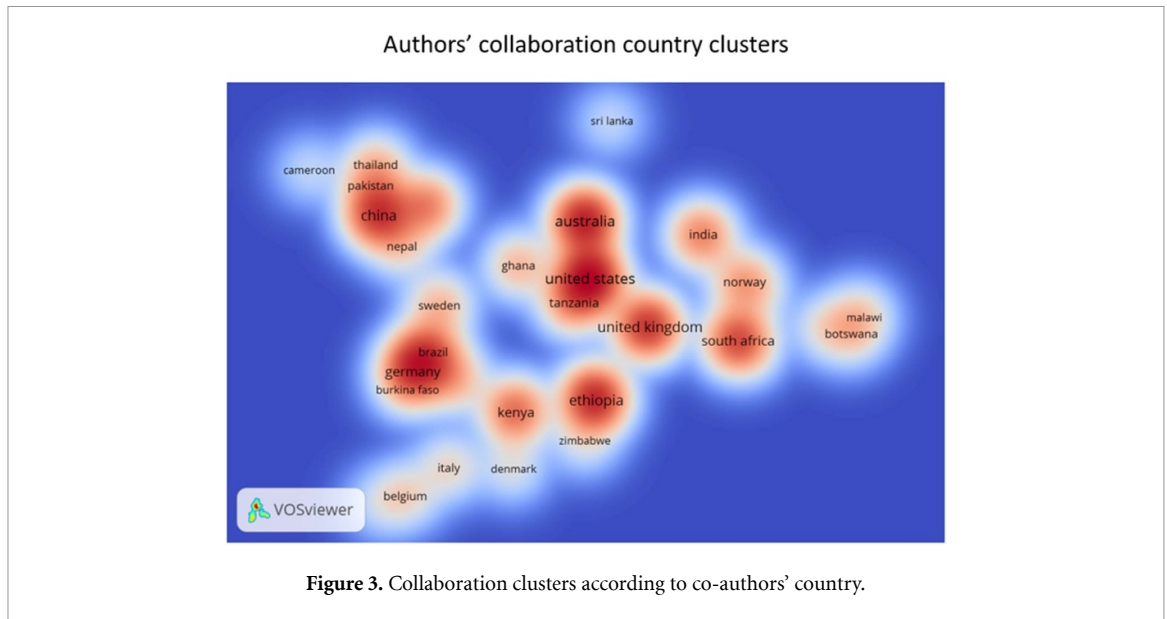 Authors' collaboration country clusters
sri lanka
cameroon
thailand
pakistan
china
nepal
australia
india
ghana
united states
norway
tanzania
sweden
malawi
united kingdom
botswana
south africa
brazil
germany
burkina faso
ethiopia
kenya
zimbabwe
italy
denmark
belgium
VOSviewer
Figure 3. Collaboration clusters according to co-authors' country.